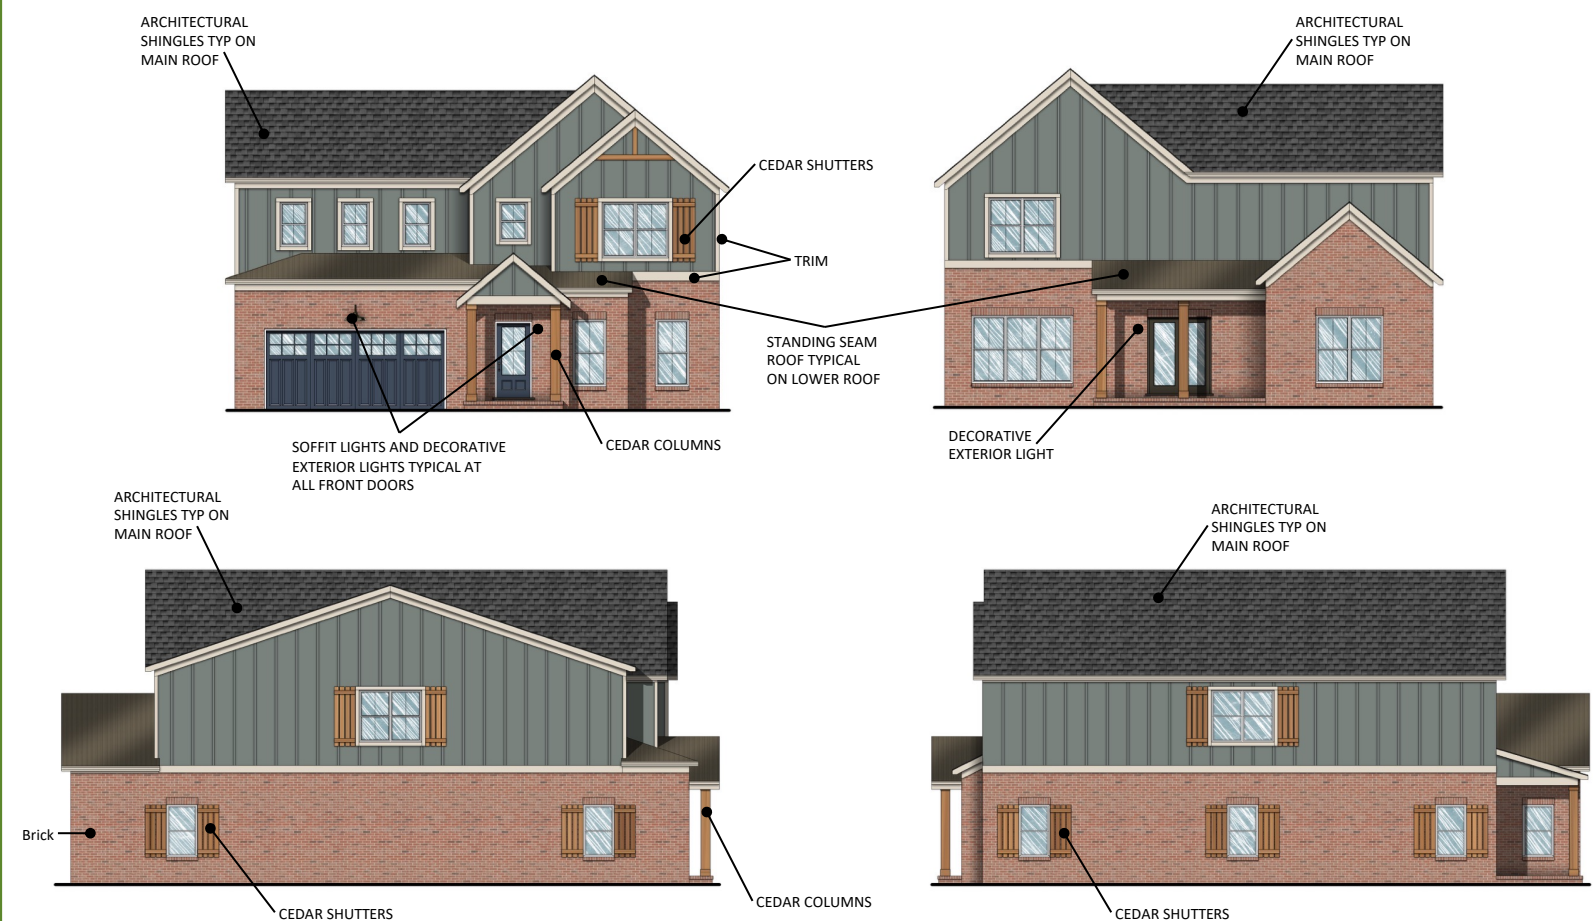 ARCHITECTURAL
SHINGLES TYP ON
MAIN ROOF
ARCHITECTURAL
SHINGLES TYP ON
MAIN ROOF
CEDAR SHUTTERS
TRIM
STANDING SEAM
ROOF TYPICAL
ON LOWER ROOF
SOFFIT LIGHTS AND DECORATIVE
EXTERIOR LIGHTS TYPICAL AT
ALL FRONT DOORS
CEDAR COLUMNS
DECORATIVE
EXTERIOR LIGHT
ARCHITECTURAL
SHINGLES TYP ON
MAIN ROOF
ARCHITECTURAL
SHINGLES TYP ON
MAIN ROOF
Brick
CEDAR SHUTTERS
CEDAR COLUMNS
CEDAR SHUTTERS